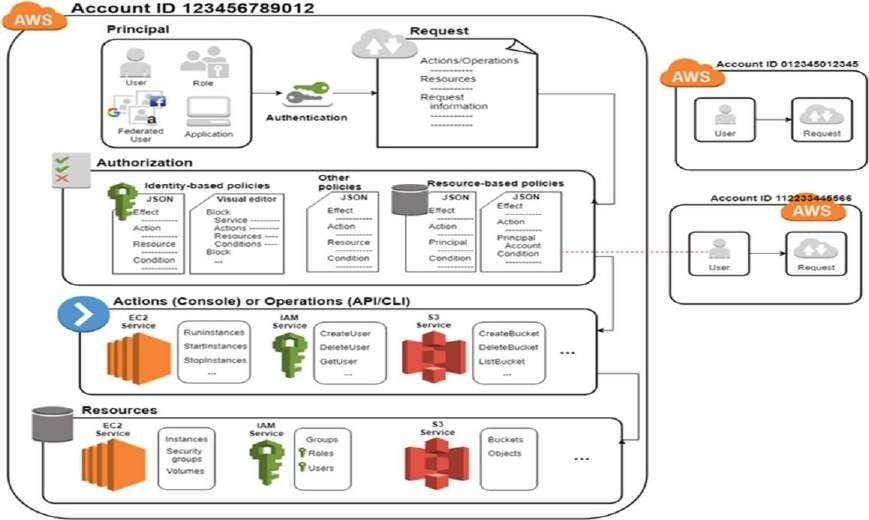 AWS
Account ID 123456789012
Principal
User
Role
G
f
a
Federated
User
Application
Authentication
Request
Actions/Operations
-----------
Resources
-----------
Request
information
-----------
-----------
AWS
Account ID 012345012345
User
Request
Account ID 112233445566
AWS
User
Request
Authorization
Identity-based policies
JSON
Effect
---------
Action
---------
Resource
---------
Condition
---------
Visual editor
Block
Service ---------
Actions ---------
Resources ----
Conditions ----
Block
...
Other
policies
JSON
Effect
---------
Action
---------
Resource
---------
Condition
---------
Resource-based policies
JSON
Effect
---------
Action
---------
Principal
---------
Condition
---------
JSON
Effect
---------
Action
---------
Principal
Account
Condition
---------
Actions (Console) or Operations (API/CLI)
EC2
Service
RunInstances
StartInstances
StopInstances
...
IAM
Service
CreateUser
DeleteUser
GetUser
...
S3
Service
CreateBucket
DeleteBucket
ListBucket
...
...
Resources
EC2
Service
Instances
Security
groups
Volumes
IAM
Service
Groups
Roles
Users
S3
Service
Buckets
Objects
...